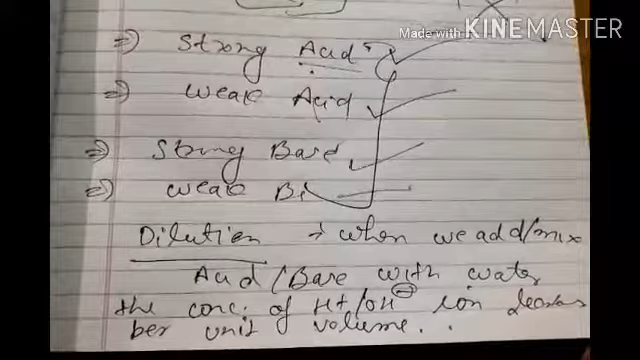 Made with KINEMASTER
⇒) Strong Acid
⇒) Weak Acid
⇒) Strong Base
⇒) Weak
Dilution → when we add/mix
Acid/Base with water
the conc. of H+/OH⊖ ion
per unit volume.